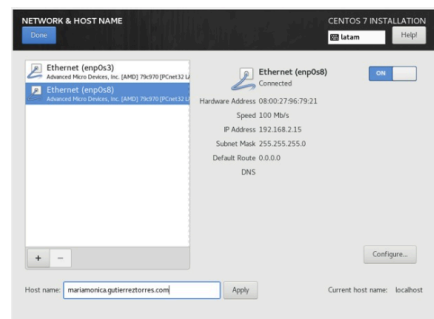 NETWORK & HOST NAME
CENTOS 7 INSTALLATION
Done
latam
Help!
Ethernet (enp0s3)
Advanced Micro Devices, Inc. [AMD] 79c970 [PCnet32 LA
Ethernet (enp0s8)
Advanced Micro Devices, Inc. [AMD] 79c970 [PCnet32 LA
Ethernet (enp0s8)
Connected
ON
Hardware Address 08:00:27:96:79:21
Speed 100 Mb/s
IP Address 192.168.2.15
Subnet Mask 255.255.255.0
Default Route 0.0.0.0
DNS
+ −
Configure...
Host name: mariamonica.gutierreztorres.com
Apply
Current host name: localhost